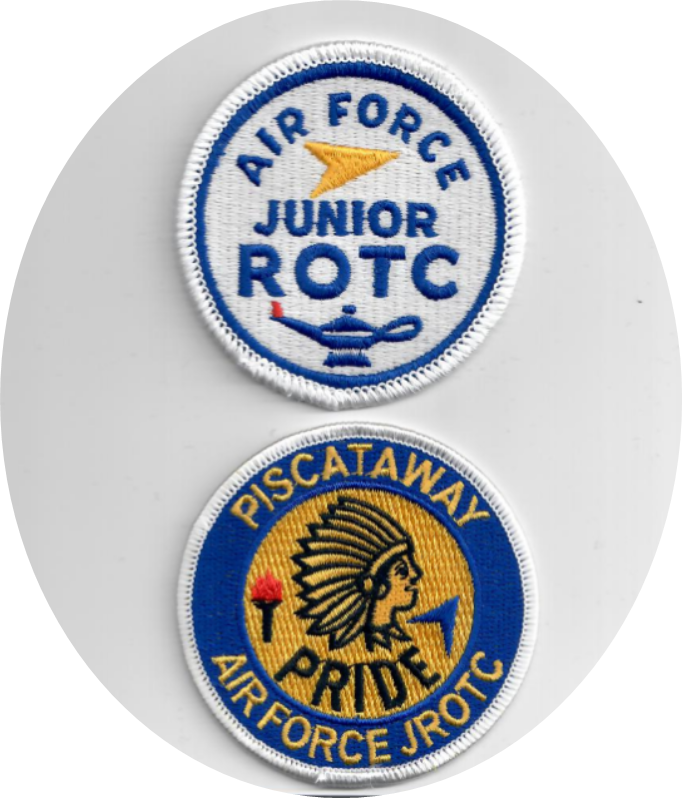 AIR FORCE
JUNIOR
ROTC
PISCATAWAY
PRIDE
AIR FORCE JROTC